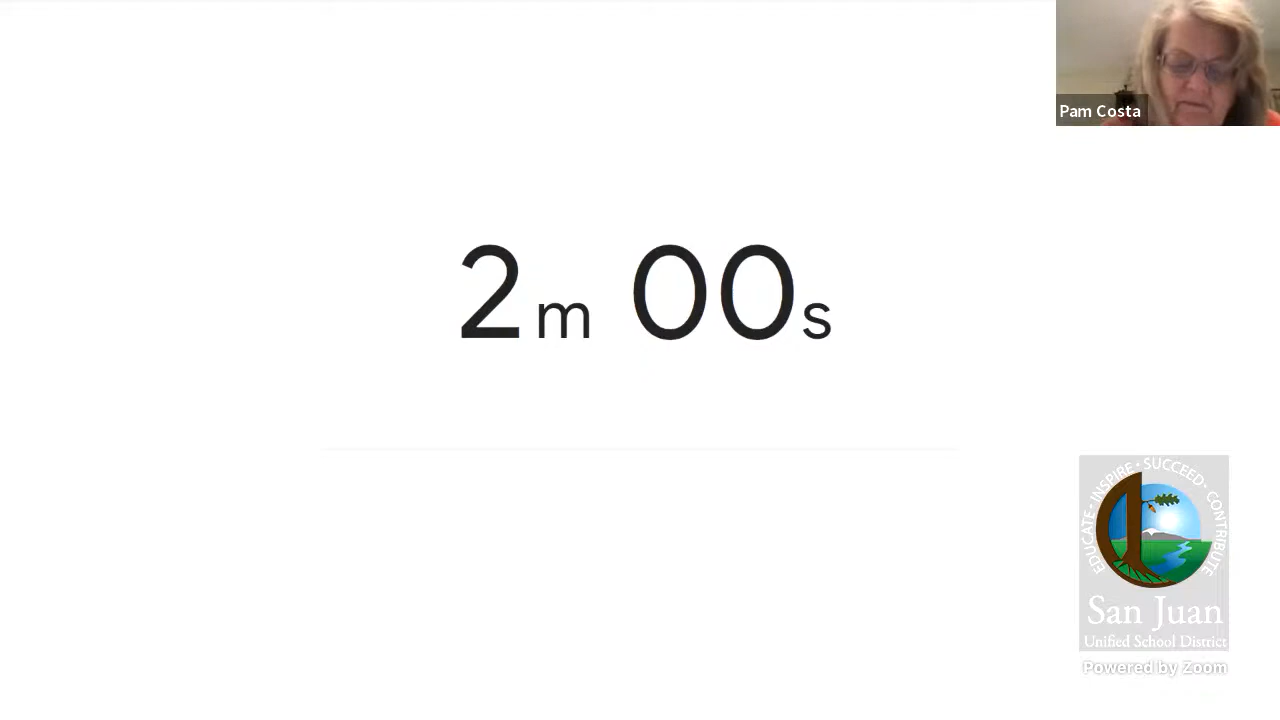 Pam Costa
2m 00s
EDUCATE · INSPIRE · SUCCEED · CONTRIBUTE
San Juan
Unified School District
Powered by Zoom